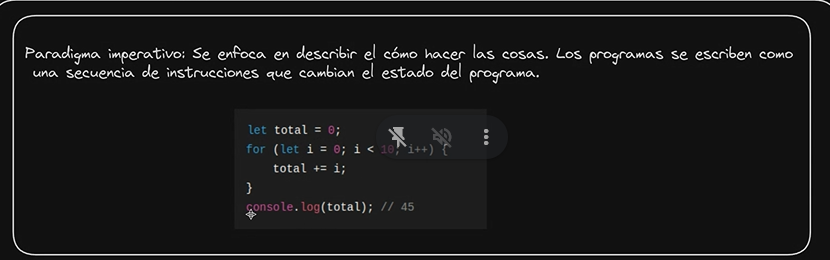 Paradigma imperativo: Se enfoca en describir el cómo hacer las cosas. Los programas se escriben como
una secuencia de instrucciones que cambian el estado del programa.
let total = 0;
for (let i = 0; i < 10; i++) {
total += i;
}
console.log(total); // 45